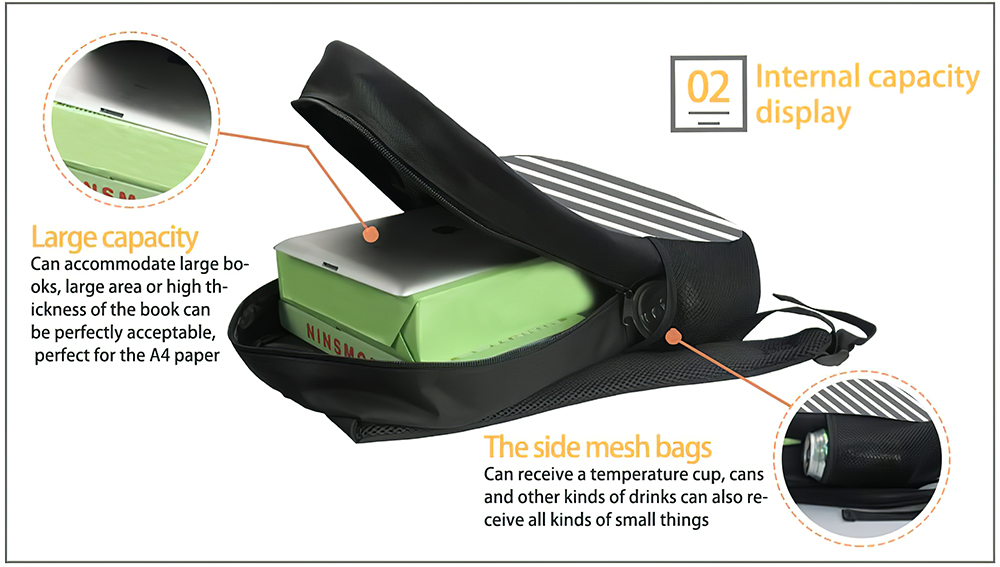 02
Internal capacity
display
NINSM
Large capacity
Can accommodate large bo-
oks, large area or high th-
ickness of the book can
be perfectly acceptable,
perfect for the A4 paper
NINSMO
The side mesh bags
Can receive a temperature cup, cans
and other kinds of drinks can also re-
ceive all kinds of small things